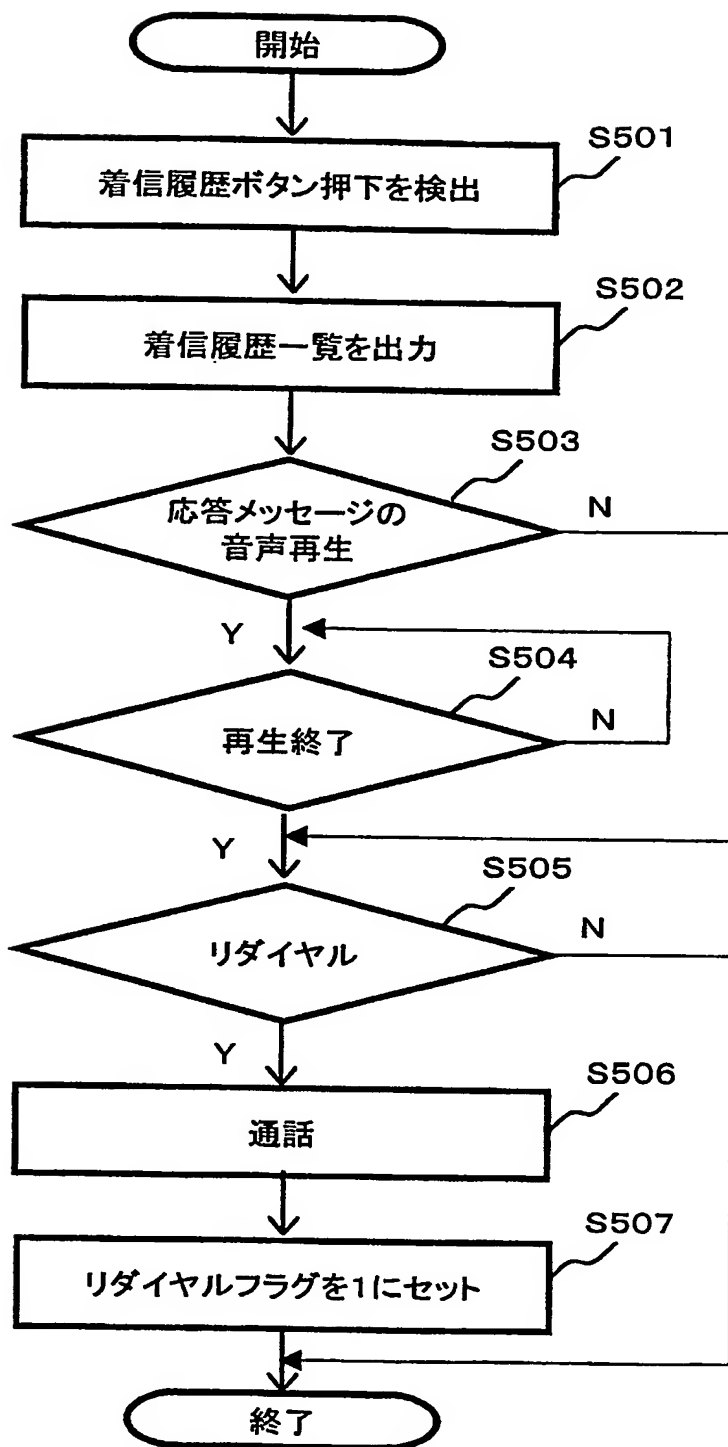 開始
S501
着信履歴ボタン押下を検出
S502
着信履歴一覧を出力
S503
応答メッセージの
音声再生
N
Y
S504
再生終了
N
Y
S505
リダイヤル
N
Y
S506
通話
S507
リダイヤルフラグを1にセット
終了